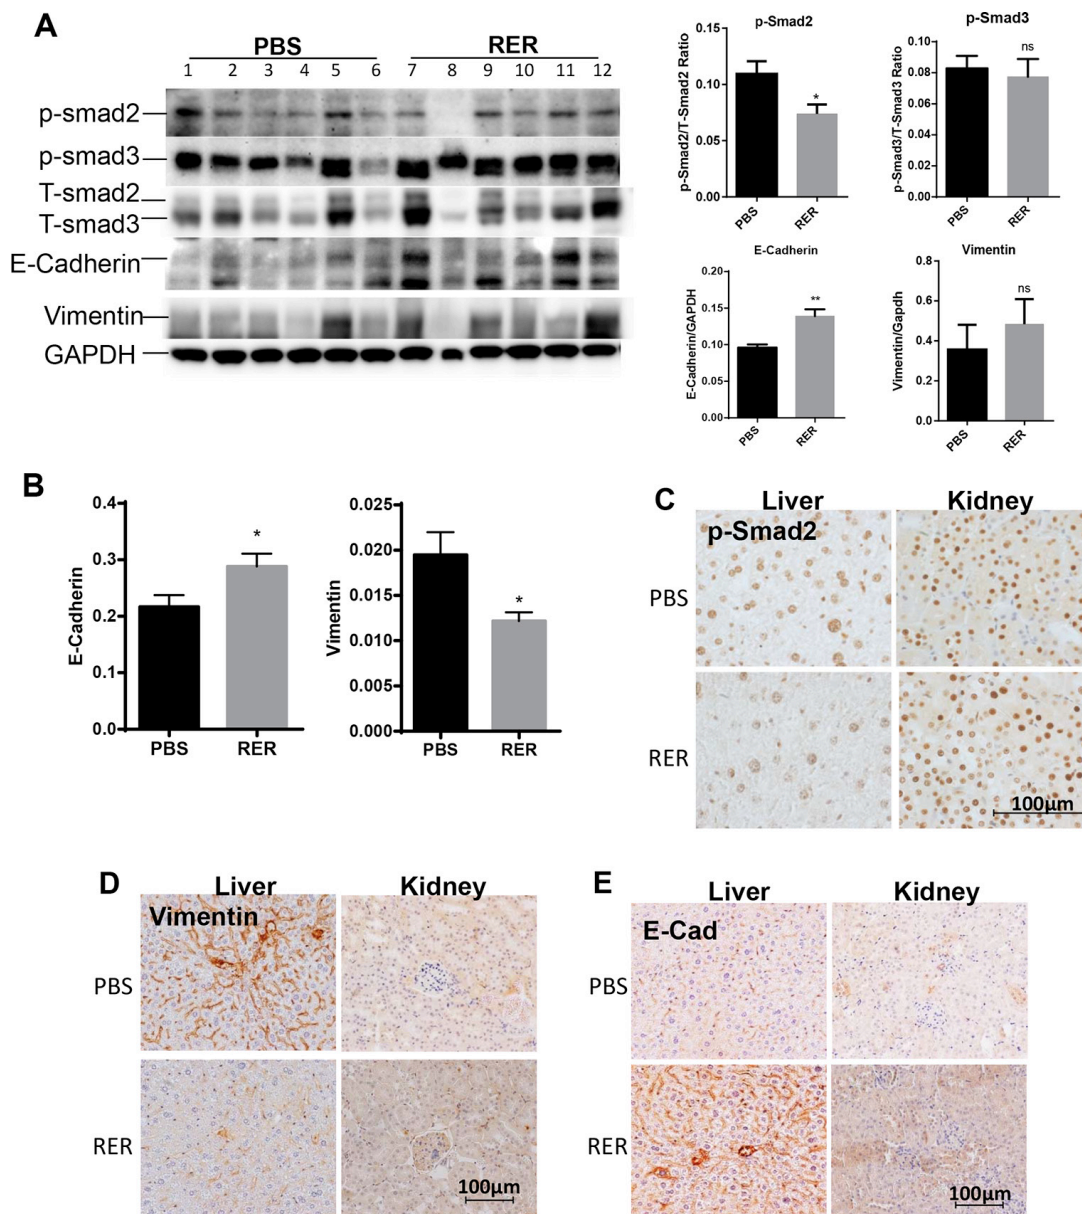 A
PBS
RER
1 2 3 4 5 6 7 8 9 10 11 12
p-smad2
p-smad3
T-smad2
T-smad3
E-Cadherin
Vimentin
GAPDH
p-Smad2
p-Smad2/T-Smad2 Ratio
0.15
0.10
0.05
0.00
*
PBS
RER
p-Smad3
p-Smad3/T-Smad3 Ratio
0.10
0.08
0.06
0.04
0.02
0.00
ns
PBS
RER
E-Cadherin
E-Cadherin/GAPDH
0.20
0.15
0.10
0.05
0.00
**
PBS
RER
Vimentin
Vimentin/Gapdh
0.8
0.6
0.4
0.2
0.0
ns
PBS
RER
B
E-Cadherin
0.4
0.3
0.2
0.1
0.0
*
PBS
RER
Vimentin
0.025
0.020
0.015
0.010
0.005
0.000
*
PBS
RER
C
Liver
Kidney
p-Smad2
PBS
RER
100μm
D
Liver
Kidney
Vimentin
PBS
RER
100μm
E
Liver
Kidney
E-Cad
PBS
RER
100μm